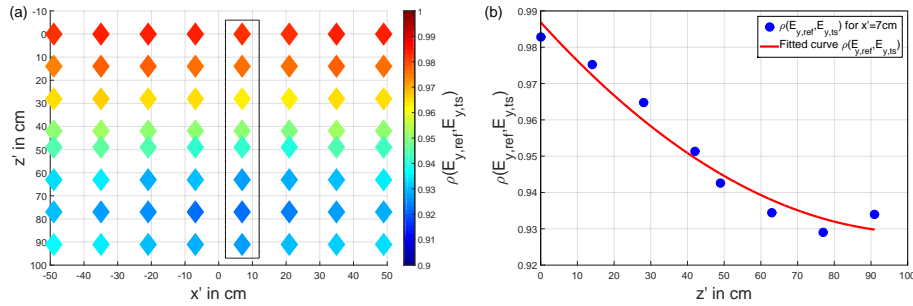 (a)
-10
0
10
20
30
40
50
60
70
80
90
100
z' in cm
-50 -40 -30 -20 -10 0 10 20 30 40 50
x' in cm
1
0.99
0.98
0.97
0.96
0.95
0.94
0.93
0.92
0.91
0.9
ρ(E_y,ref,E_y,ts)
(b)
0.99
0.98
0.97
0.96
0.95
0.94
0.93
0.92
ρ(E_y,ref,E_y,ts)
ρ(E_y,ref,E_y,ts) for x'=7cm
Fitted curve ρ(E_y,ref,E_y,ts)
0 10 20 30 40 50 60 70 80 90 100
z' in cm